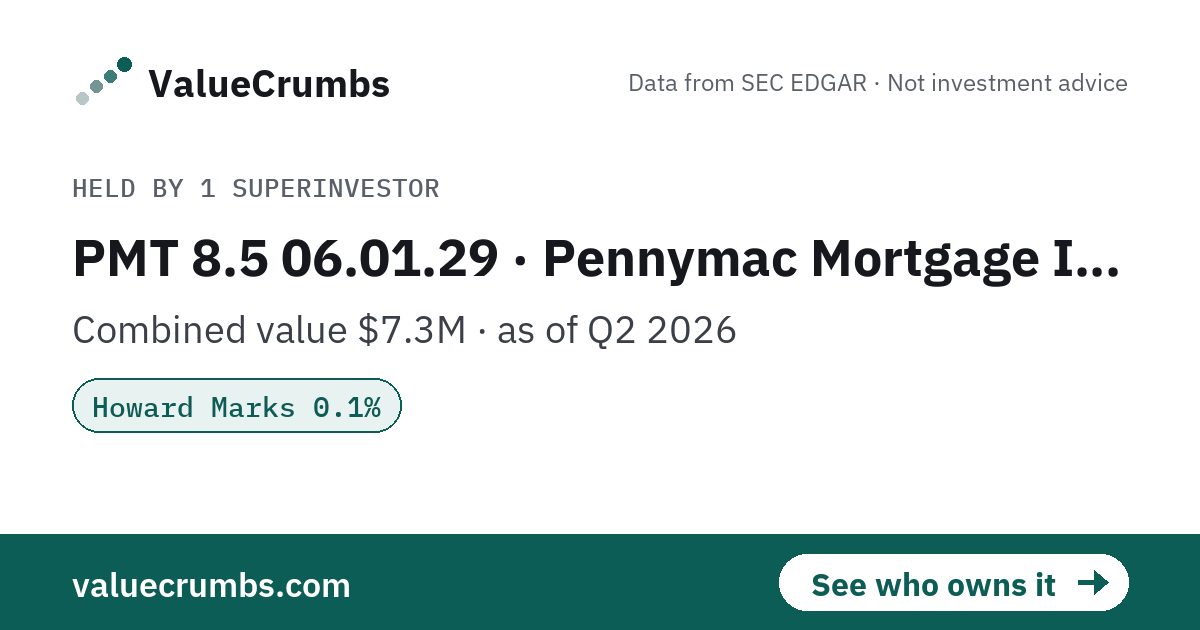 ValueCrumbs
Data from SEC EDGAR · Not investment advice
HELD BY 1 SUPERINVESTOR
PMT 8.5 06.01.29 · Pennymac Mortgage I...
Combined value $7.3M · as of Q2 2026
Howard Marks 0.1%
valuecrumbs.com
See who owns it →